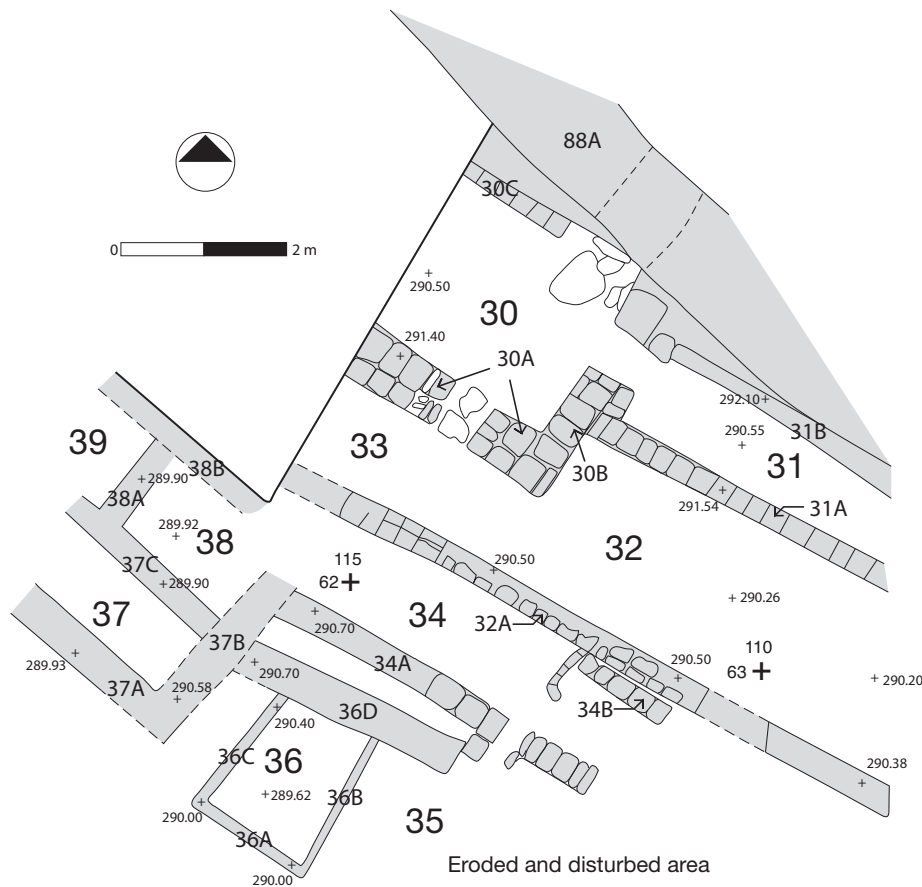 88A
30C
0
2 m
290.50
30
291.40
30A
292.10
31B
39
33
290.55
31
38B
289.90
30B
38A
291.54
31A
289.92
38
115
290.50
32
37C
62
289.90
290.26
37
34
290.70
32A
110
37B
63
290.50
289.93
290.70
34A
290.20
37A
290.58
36D
34B
290.40
36C
36
290.38
289.62
36B
290.00
35
36A
290.00
Eroded and disturbed area